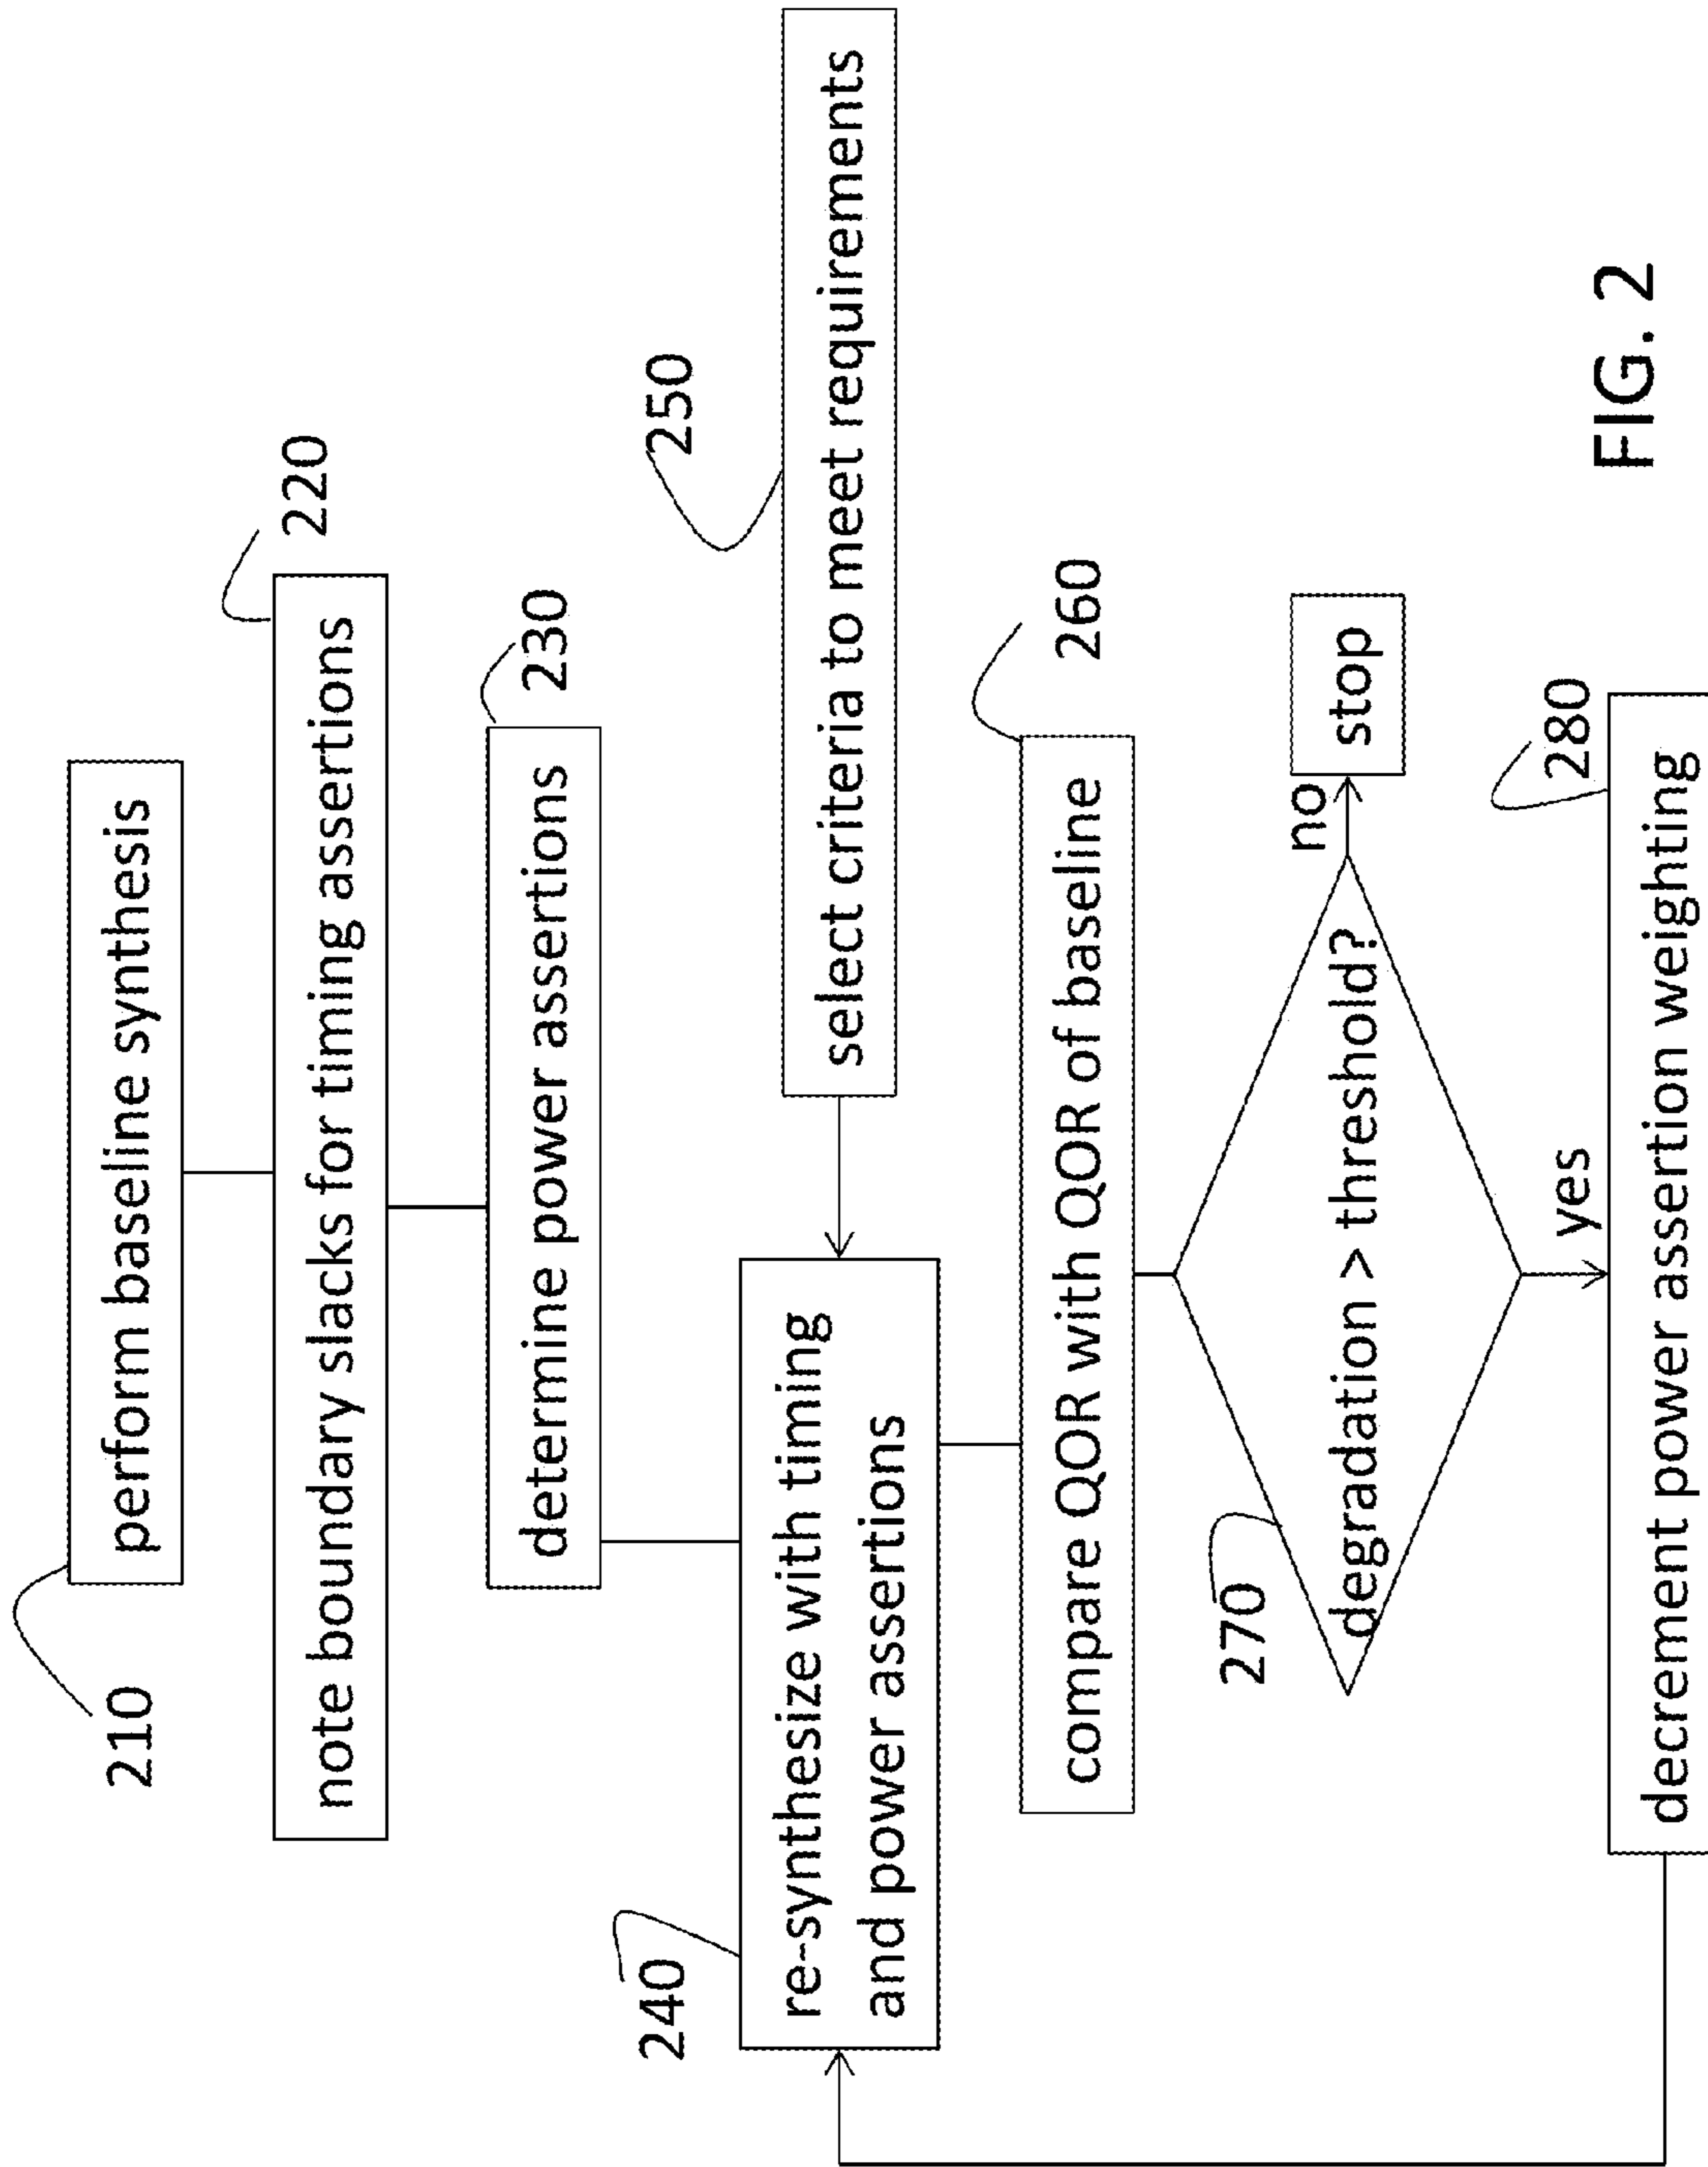 210
perform baseline synthesis
220
note boundary slacks for timing assertions
230
determine power assertions
240
re-synthesize with timing
and power assertions
250
select criteria to meet requirements
260
compare QOR with QOR of baseline
270
degradation > threshold?
no
stop
yes
280
decrement power assertion weighting
FIG. 2